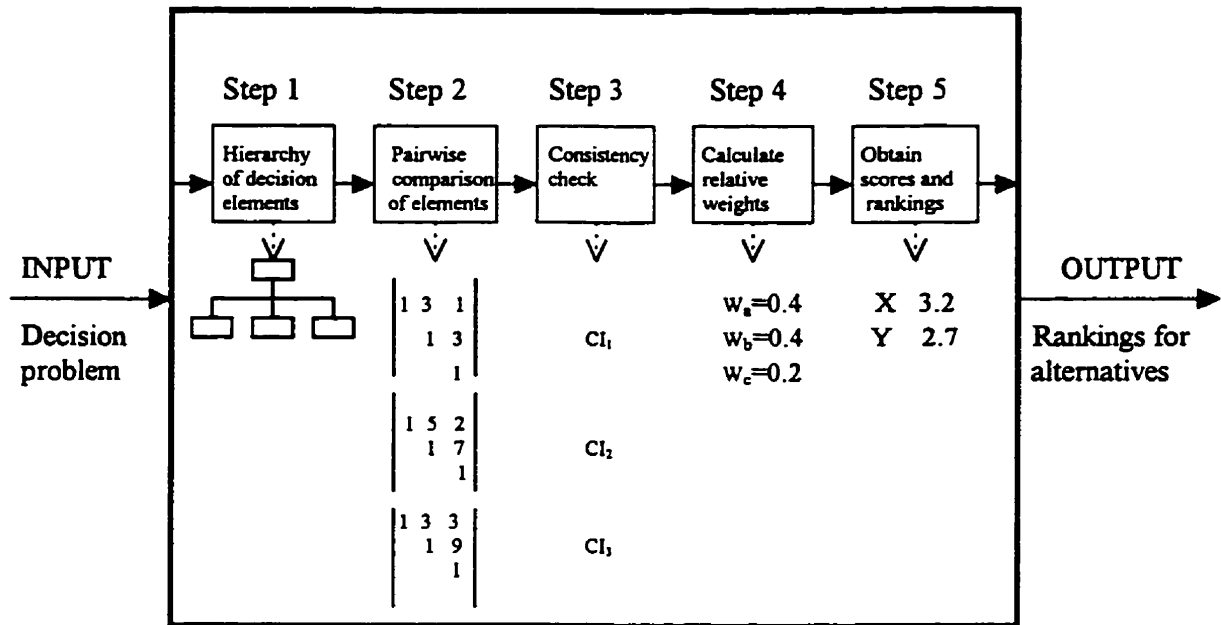 Step 1 Step 2 Step 3 Step 4 Step 5
Hierarchy
of decision
elements
Pairwise
comparison
of elements
Consistency
check
Calculate
relative
weights
Obtain
scores and
rankings
INPUT
Decision
problem
1 3 1
1 3
1
1 5 2
1 7
1
1 3 3
1 9
1
CI₁
CI₂
CI₃
wₐ=0.4
w_b=0.4
w_c=0.2
X 3.2
Y 2.7
OUTPUT
Rankings for
alternatives